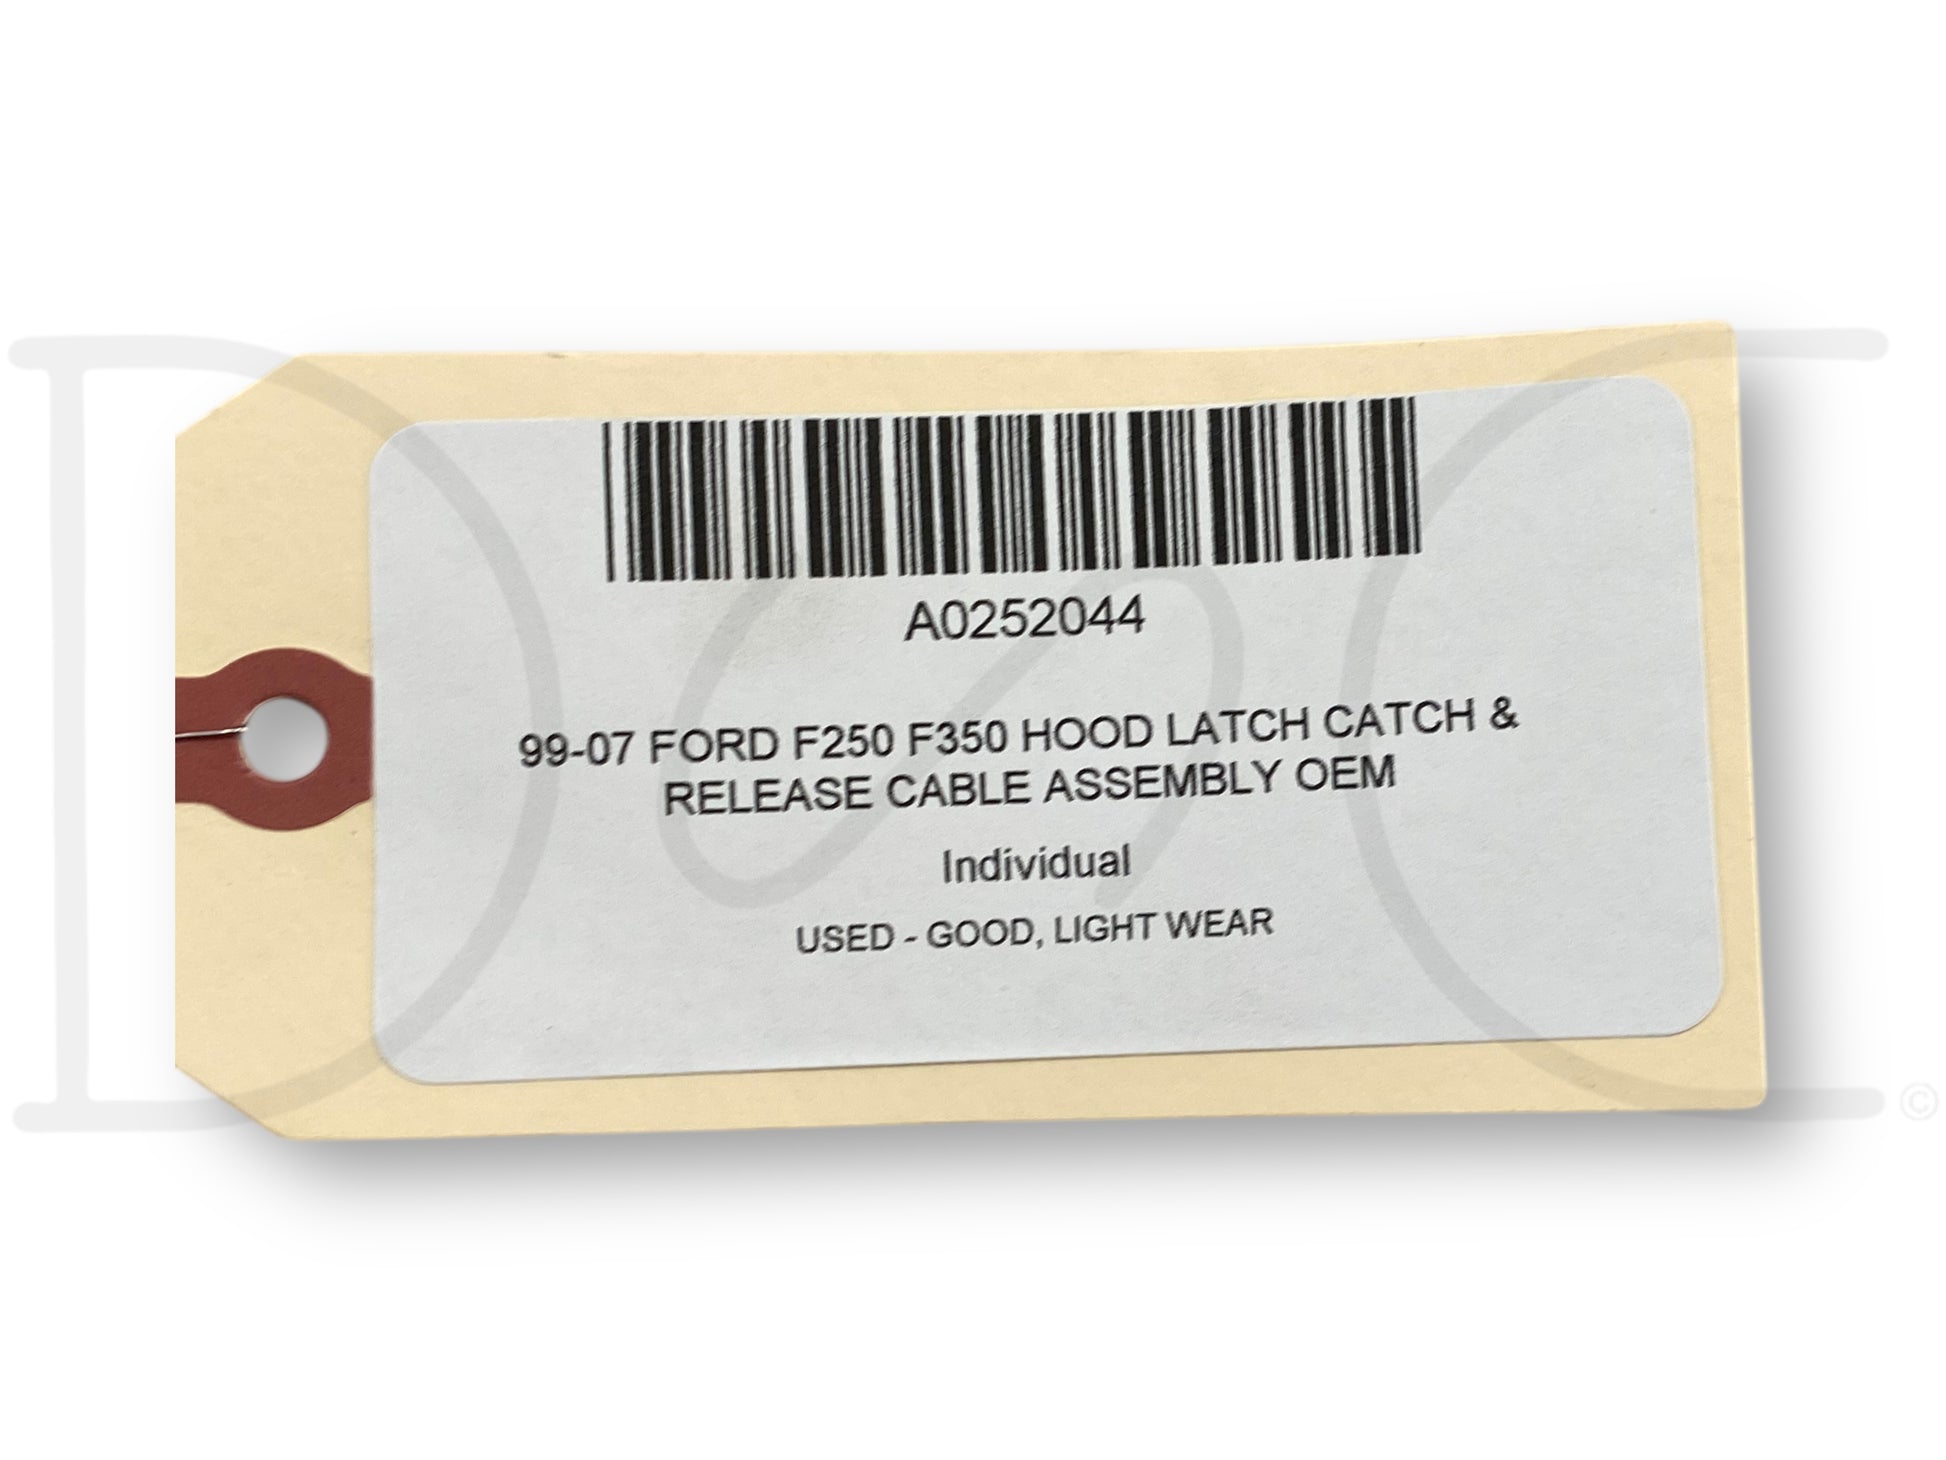 A0252044
99-07 FORD F250 F350 HOOD LATCH CATCH &
RELEASE CABLE ASSEMBLY OEM
Individual
USED - GOOD, LIGHT WEAR
©